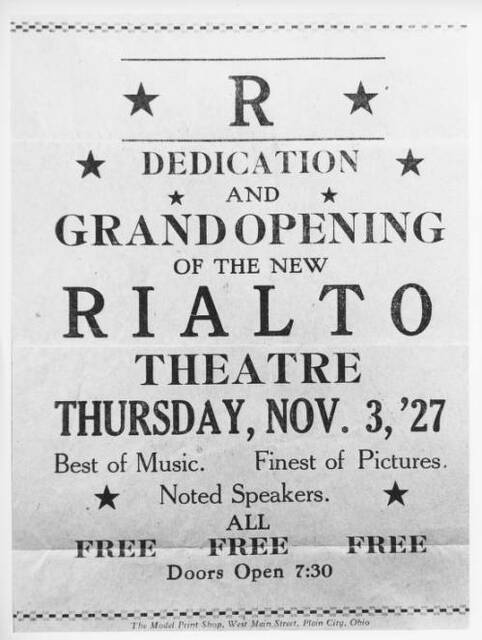 R
DEDICATION
AND
GRAND OPENING
OF THE NEW
RIALTO
THEATRE
THURSDAY, NOV. 3, '27
Best of Music. Finest of Pictures.
Noted Speakers.
ALL
FREE FREE FREE
Doors Open 7:30
The Model Print Shop, West Main Street, Plain City, Ohio